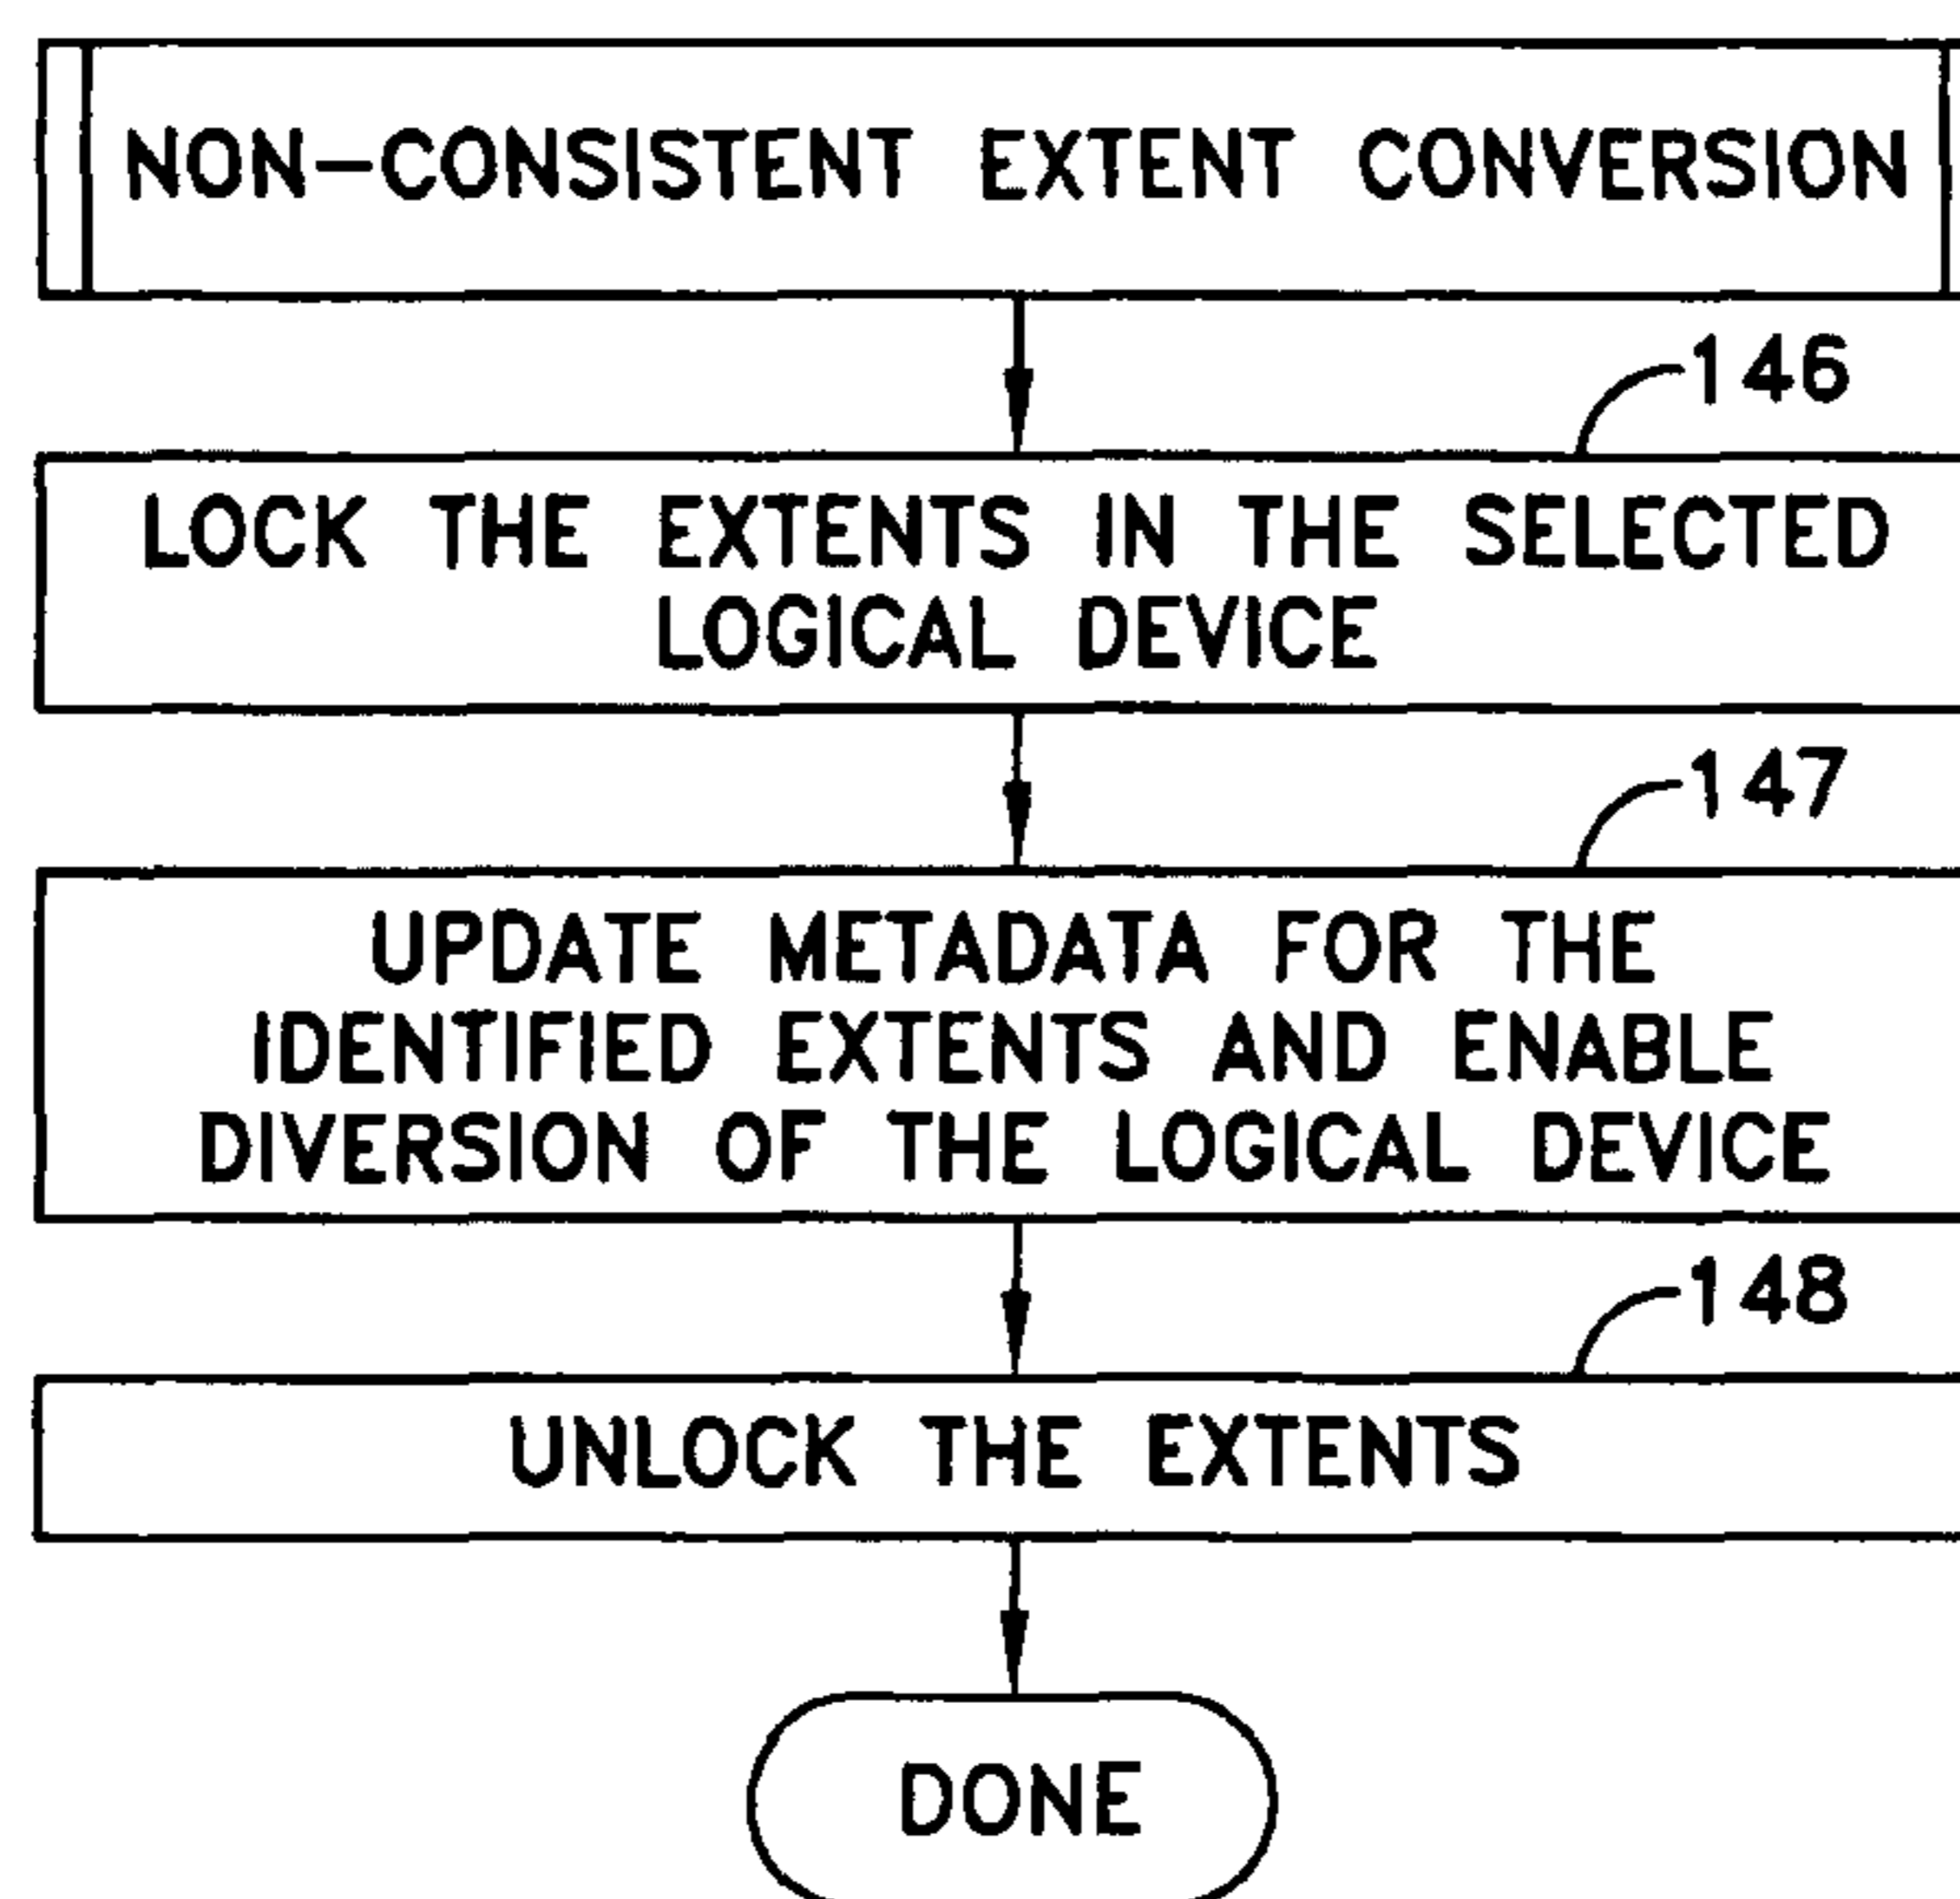 NON-CONSISTENT EXTENT CONVERSION
146
LOCK THE EXTENTS IN THE SELECTED
LOGICAL DEVICE
147
UPDATE METADATA FOR THE
IDENTIFIED EXTENTS AND ENABLE
DIVERSION OF THE LOGICAL DEVICE
148
UNLOCK THE EXTENTS
DONE